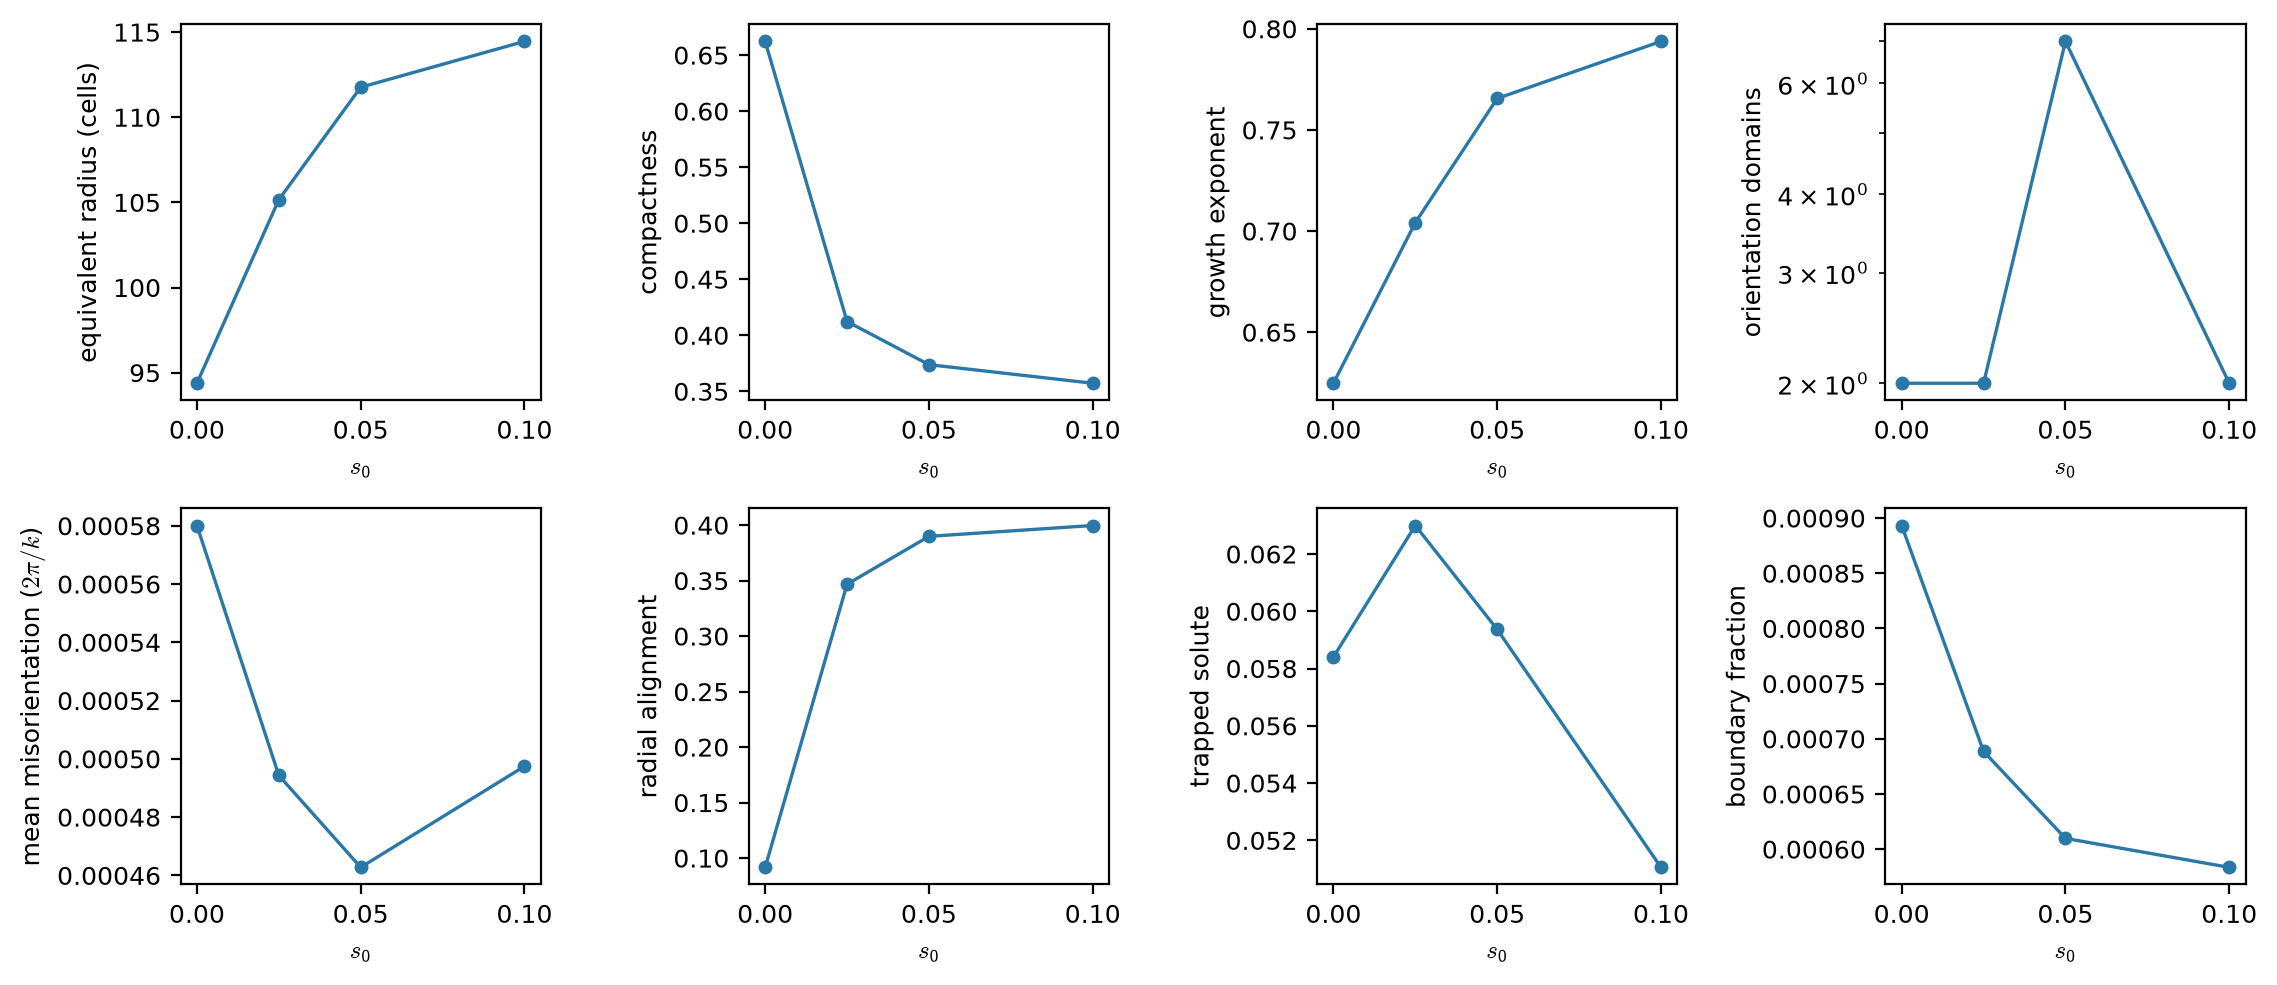 equivalent radius (cells)
115
110
105
100
95
0.00 0.05 0.10
s₀
compactness
0.65
0.60
0.55
0.50
0.45
0.40
0.35
0.00 0.05 0.10
s₀
growth exponent
0.80
0.75
0.70
0.65
0.00 0.05 0.10
s₀
orientation domains
6 × 10⁰
4 × 10⁰
3 × 10⁰
2 × 10⁰
0.00 0.05 0.10
s₀
mean misorientation (2π/k)
0.00058
0.00056
0.00054
0.00052
0.00050
0.00048
0.00046
0.00 0.05 0.10
s₀
radial alignment
0.40
0.35
0.30
0.25
0.20
0.15
0.10
0.00 0.05 0.10
s₀
trapped solute
0.062
0.060
0.058
0.056
0.054
0.052
0.00 0.05 0.10
s₀
boundary fraction
0.00090
0.00085
0.00080
0.00075
0.00070
0.00065
0.00060
0.00 0.05 0.10
s₀